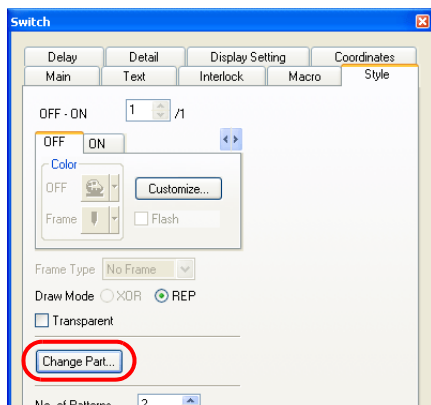 Switch
Delay Detail Display Setting Coordinates
Main Text Interlock Macro Style
OFF - ON 1 /1
OFF ON
Color
OFF Customize...
Frame Flash
Frame Type No Frame
Draw Mode XOR REP
Transparent
Change Part...
No. of Patterns 2